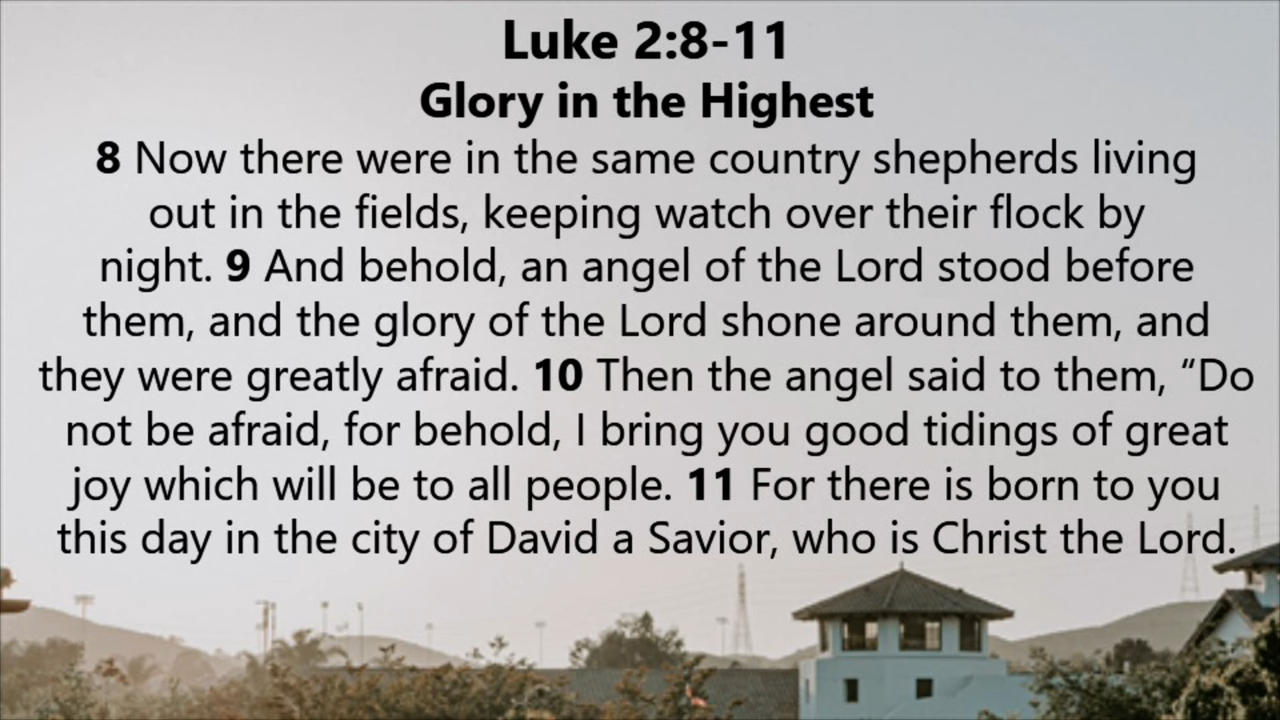 Luke 2:8-11
Glory in the Highest
8 Now there were in the same country shepherds living
out in the fields, keeping watch over their flock by
night. 9 And behold, an angel of the Lord stood before
them, and the glory of the Lord shone around them, and
they were greatly afraid. 10 Then the angel said to them, “Do
not be afraid, for behold, I bring you good tidings of great
joy which will be to all people. 11 For there is born to you
this day in the city of David a Savior, who is Christ the Lord.